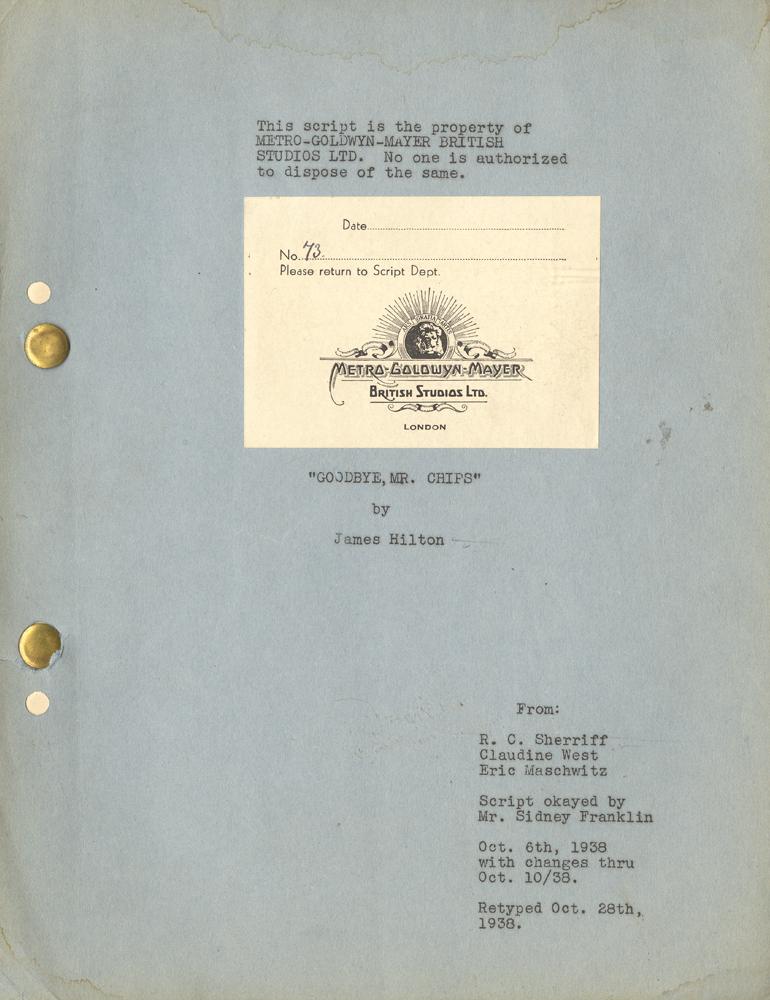 This script is the property of
METRO-GOLDWYN-MAYER BRITISH
STUDIOS LTD.  No one is authorized
to dispose of the same.
Date
No. 73.
Please return to Script Dept.
ARS GRATIA ARTIS
METRO-GOLDWYN-MAYER
BRITISH STUDIOS LTD.
LONDON
"GOODBYE, MR. CHIPS"
by
James Hilton
From:
R. C. Sherriff
Claudine West
Eric Maschwitz
Script okayed by
Mr. Sidney Franklin
Oct. 6th, 1938
with changes thru
Oct. 10/38.
Retyped Oct. 28th,
1938.